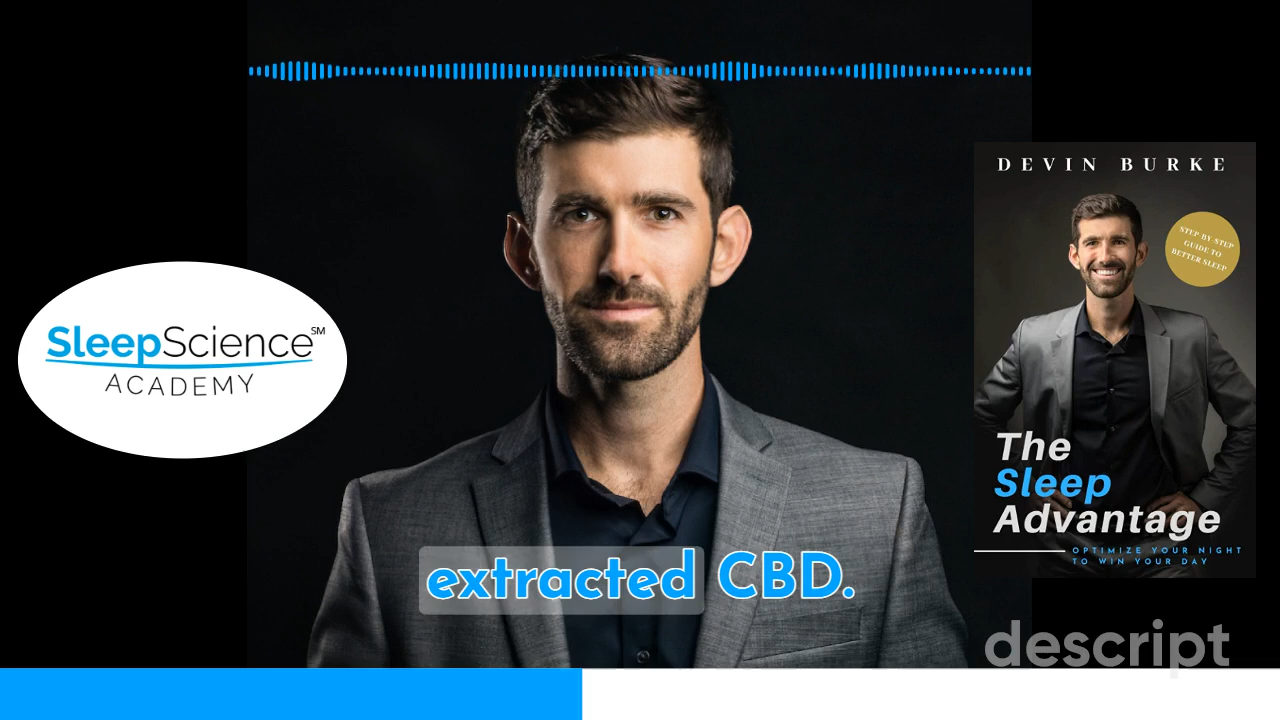 SleepScience℠
ACADEMY
DEVIN BURKE
STEP-BY-STEP
GUIDE TO
BETTER SLEEP
The
Sleep
Advantage
OPTIMIZE YOUR NIGHT
TO WIN YOUR DAY
extracted CBD.
descript